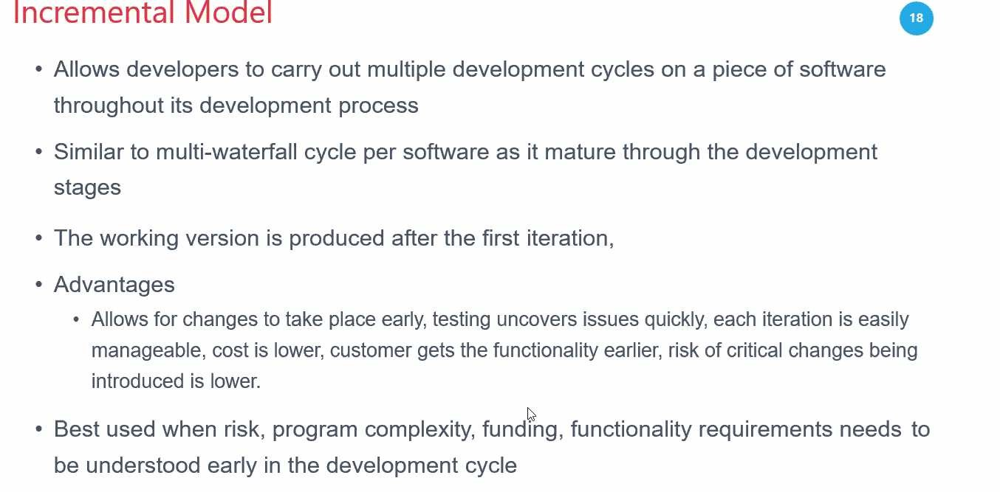 Incremental Model
18
• Allows developers to carry out multiple development cycles on a piece of software
throughout its development process
• Similar to multi-waterfall cycle per software as it mature through the development
stages
• The working version is produced after the first iteration,
• Advantages
• Allows for changes to take place early, testing uncovers issues quickly, each iteration is easily
manageable, cost is lower, customer gets the functionality earlier, risk of critical changes being
introduced is lower.
• Best used when risk, program complexity, funding, functionality requirements needs to
be understood early in the development cycle